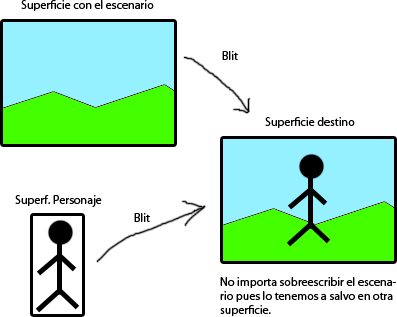 Superficie con el escenario
Blit
Superficie destino
Superf. Personaje
Blit
No importa sobreescribir el escena-
rio pues lo tenemos a salvo en otra
superficie.